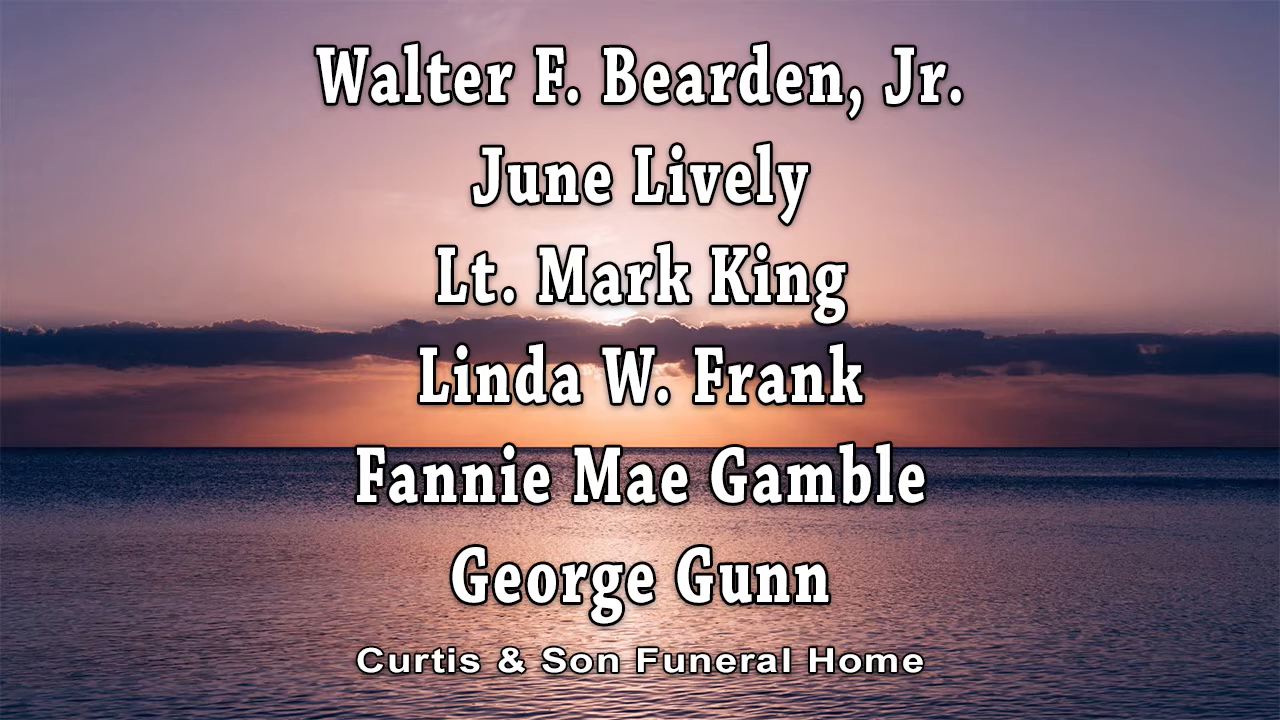 Walter F. Bearden, Jr.
June Lively
Lt. Mark King
Linda W. Frank
Fannie Mae Gamble
George Gunn
Curtis & Son Funeral Home